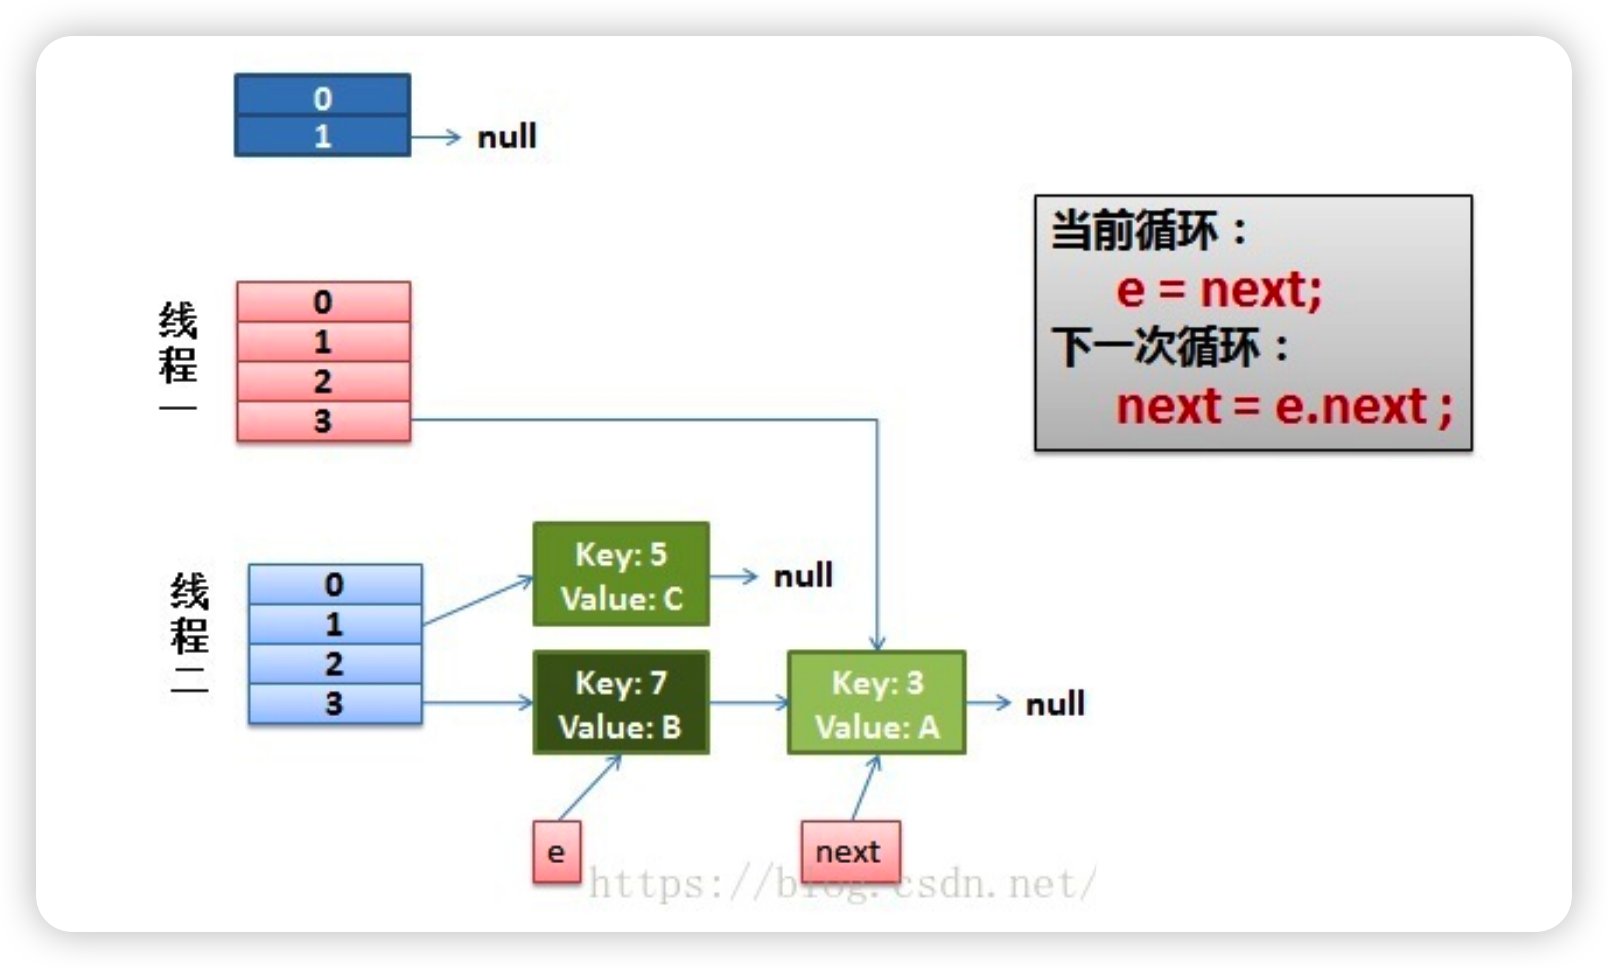 0
1
null
当前循环：
e = next;
下一次循环：
next = e.next ;
线程一
0
1
2
3
线程二
0
1
2
3
Key: 5
Value: C
null
Key: 7
Value: B
Key: 3
Value: A
null
e
next
https://blog.csdn.net/